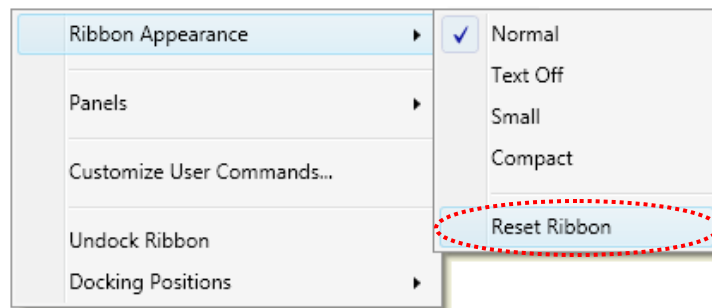 Ribbon Appearance
Panels
Customize User Commands...
Undock Ribbon
Docking Positions
Normal
Text Off
Small
Compact
Reset Ribbon